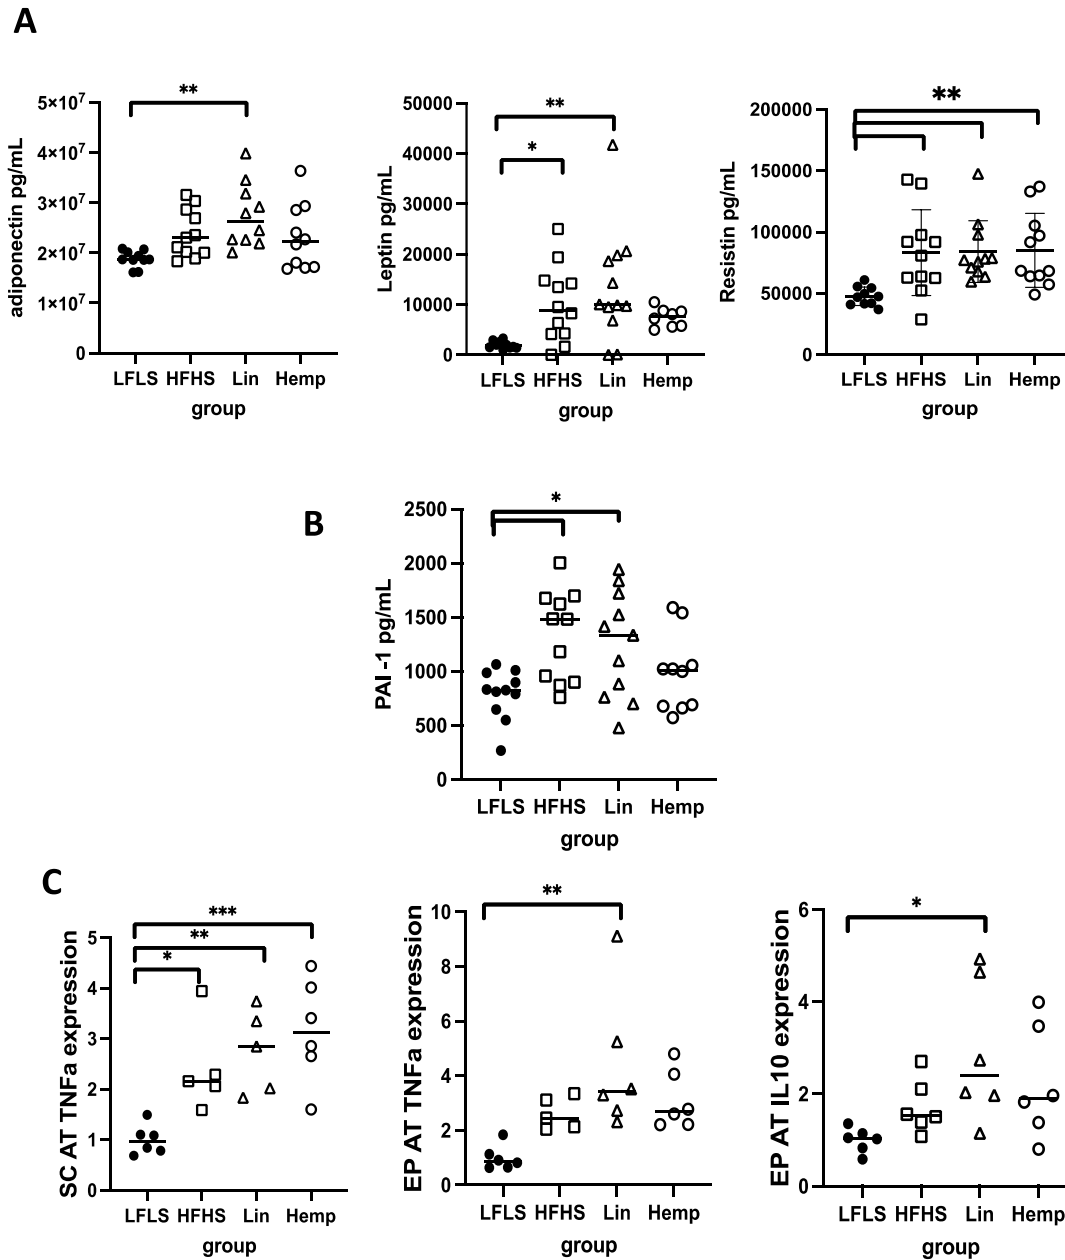 A
adiponectin pg/mL
5×10⁷
4×10⁷
3×10⁷
2×10⁷
1×10⁷
0
**
LFLS HFHS Lin Hemp
group
Leptin pg/mL
50000
40000
30000
20000
10000
0
**
*
LFLS HFHS Lin Hemp
group
Resistin pg/mL
200000
150000
100000
50000
0
**
LFLS HFHS Lin Hemp
group
B
PAI -1 pg/mL
2500
2000
1500
1000
500
0
*
LFLS HFHS Lin Hemp
group
C
SC AT TNFa expression
5
4
3
2
1
0
***
**
*
LFLS HFHS Lin Hemp
group
EP AT TNFa expression
10
8
6
4
2
0
**
LFLS HFHS Lin Hemp
group
EP AT IL10 expression
6
4
2
0
*
LFLS HFHS Lin Hemp
group